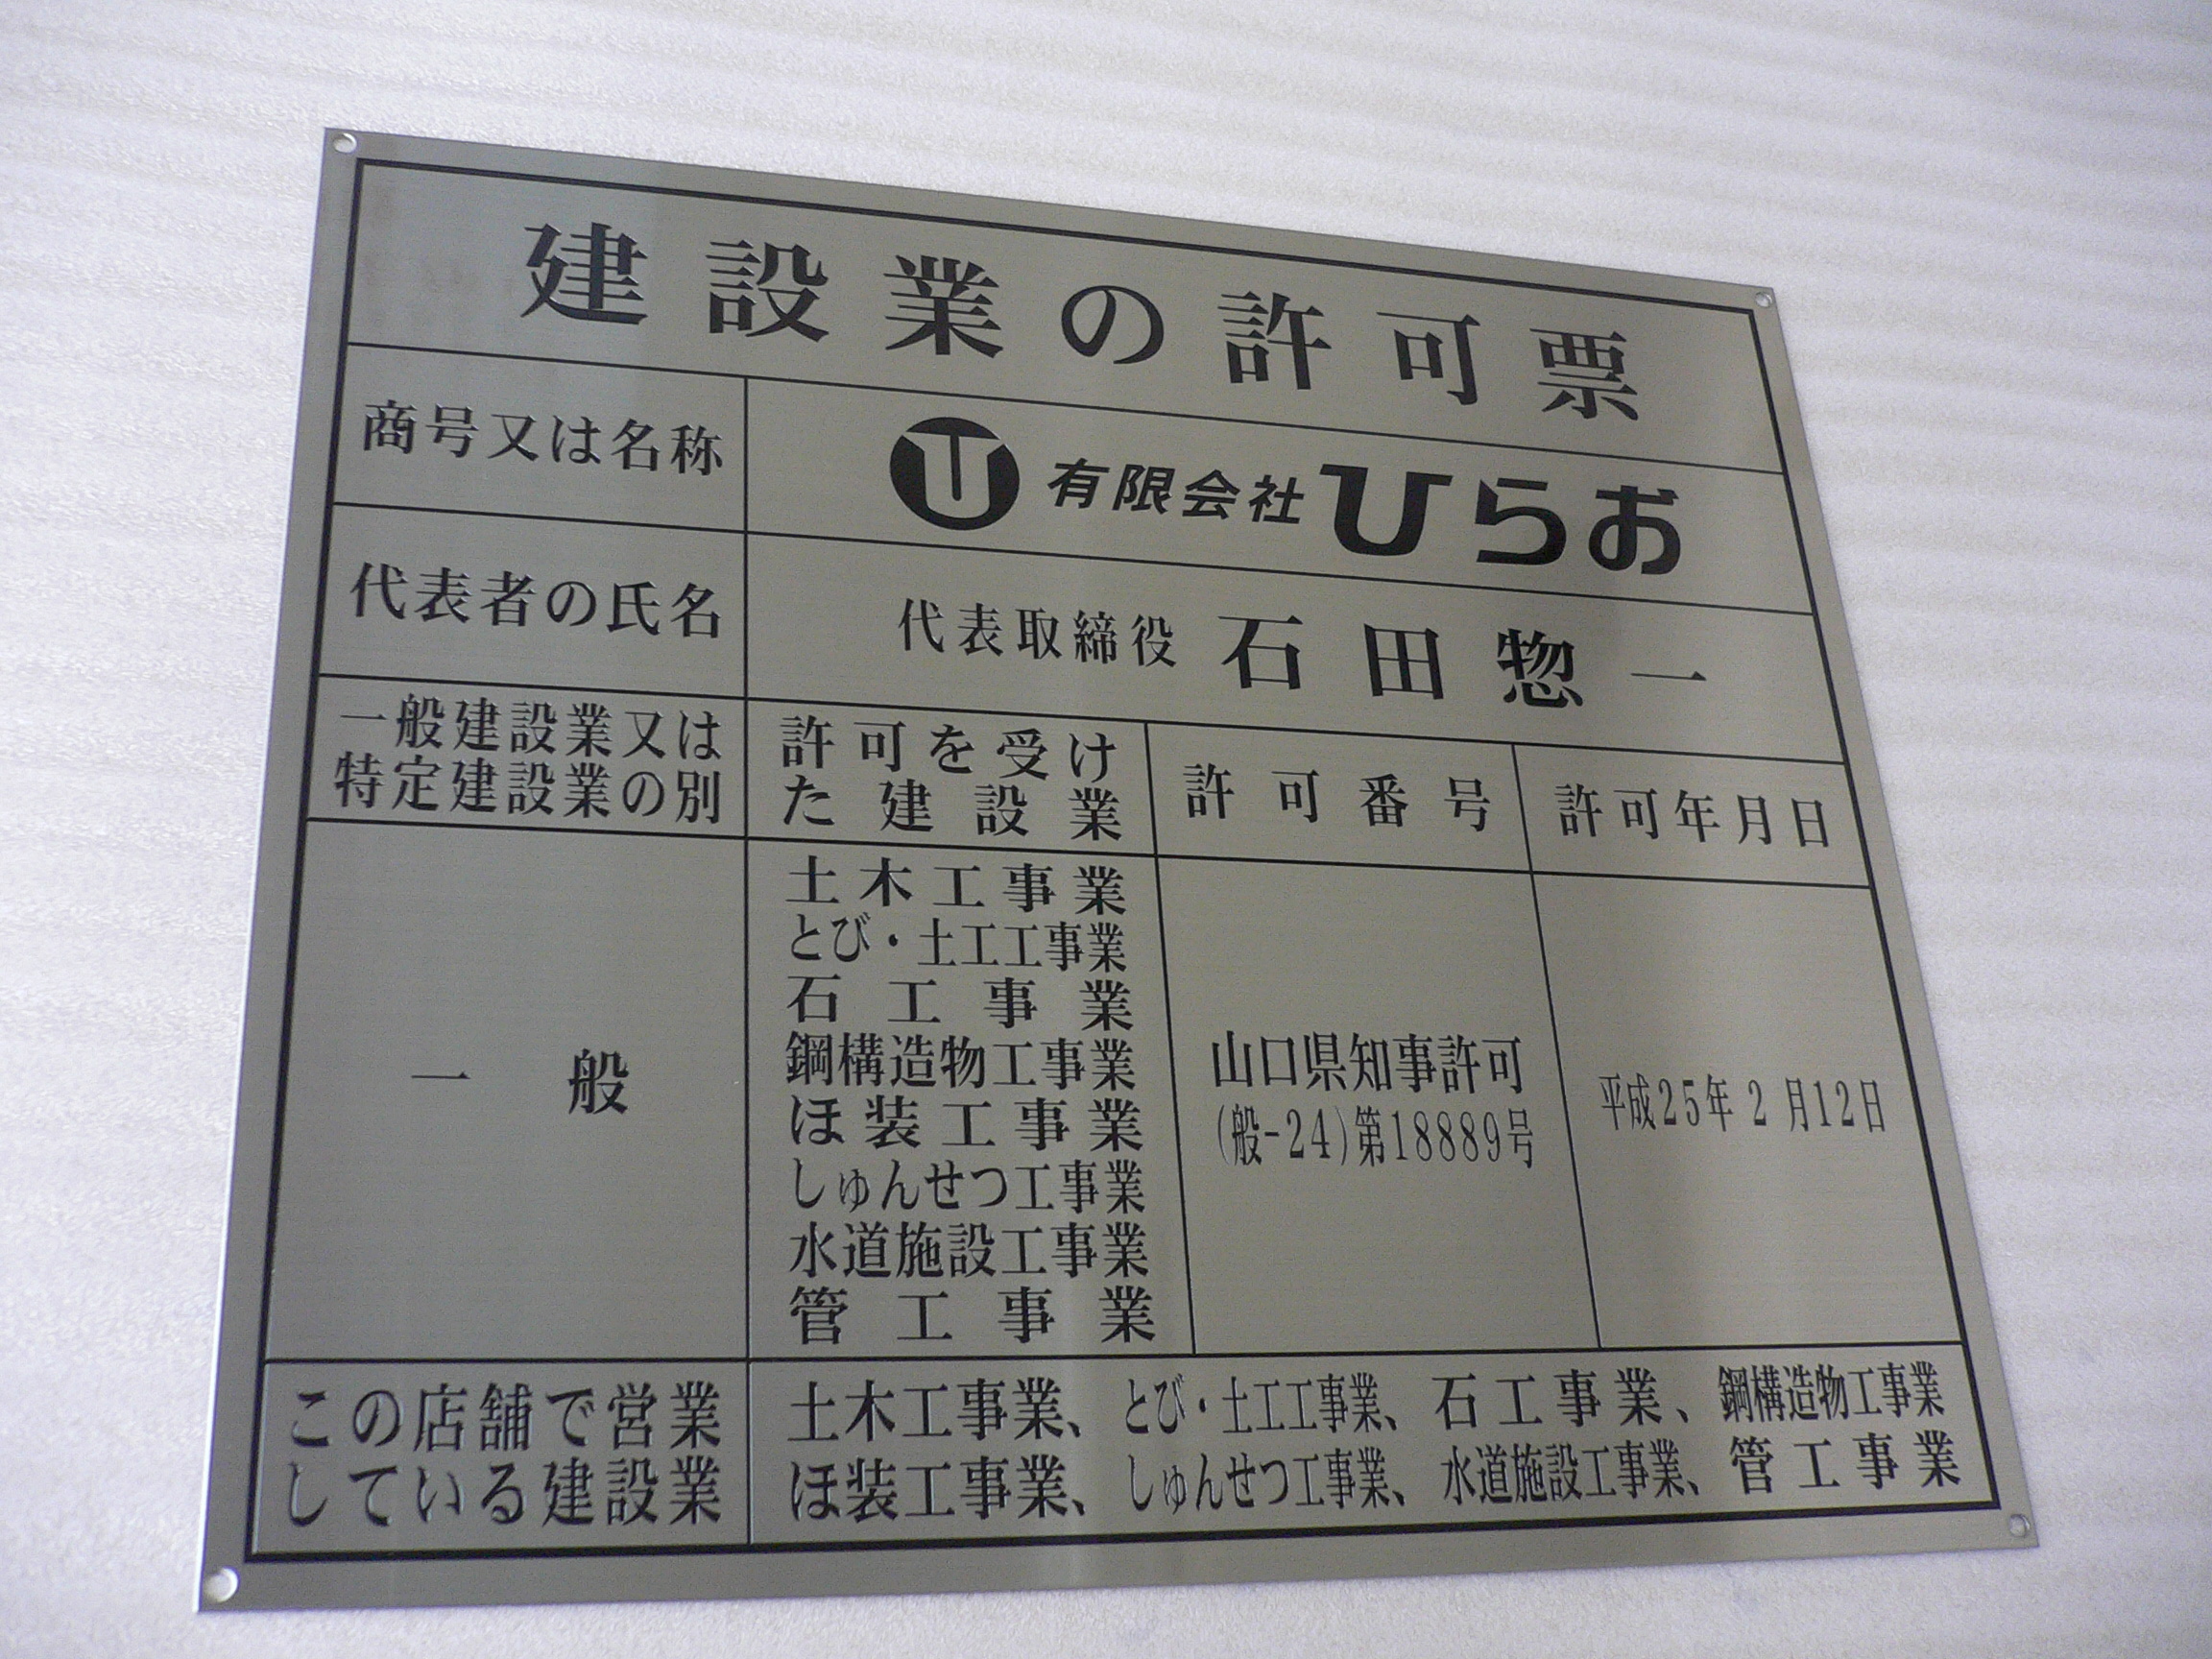 建設業の許可票
商号又は名称
有限会社ひらお
代表者の氏名
代表取締役 石田惣一
一般建設業又は
特定建設業の別
許可を受け
た建設業
許可番号
許可年月日
一般
土木工事業
とび・土工工事業
石工事業
鋼構造物工事業
ほ装工事業
しゅんせつ工事業
水道施設工事業
管工事業
山口県知事許可
(般-24)第18889号
平成25年2月12日
この店舗で営業
している建設業
土木工事業、とび・土工工事業、石工事業、鋼構造物工事業
ほ装工事業、しゅんせつ工事業、水道施設工事業、管工事業